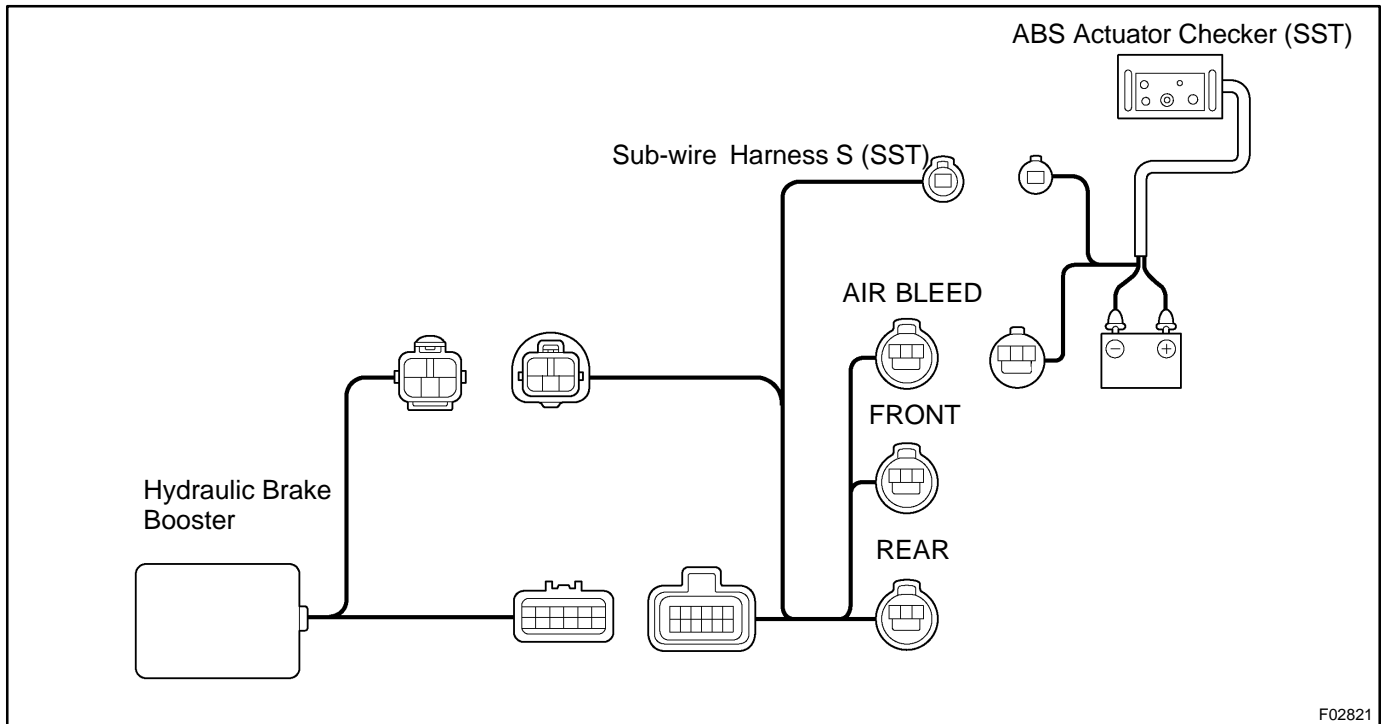 ABS Actuator Checker (SST)
Sub-wire Harness S (SST)
AIR BLEED
− +
FRONT
Hydraulic Brake
Booster
REAR
F02821